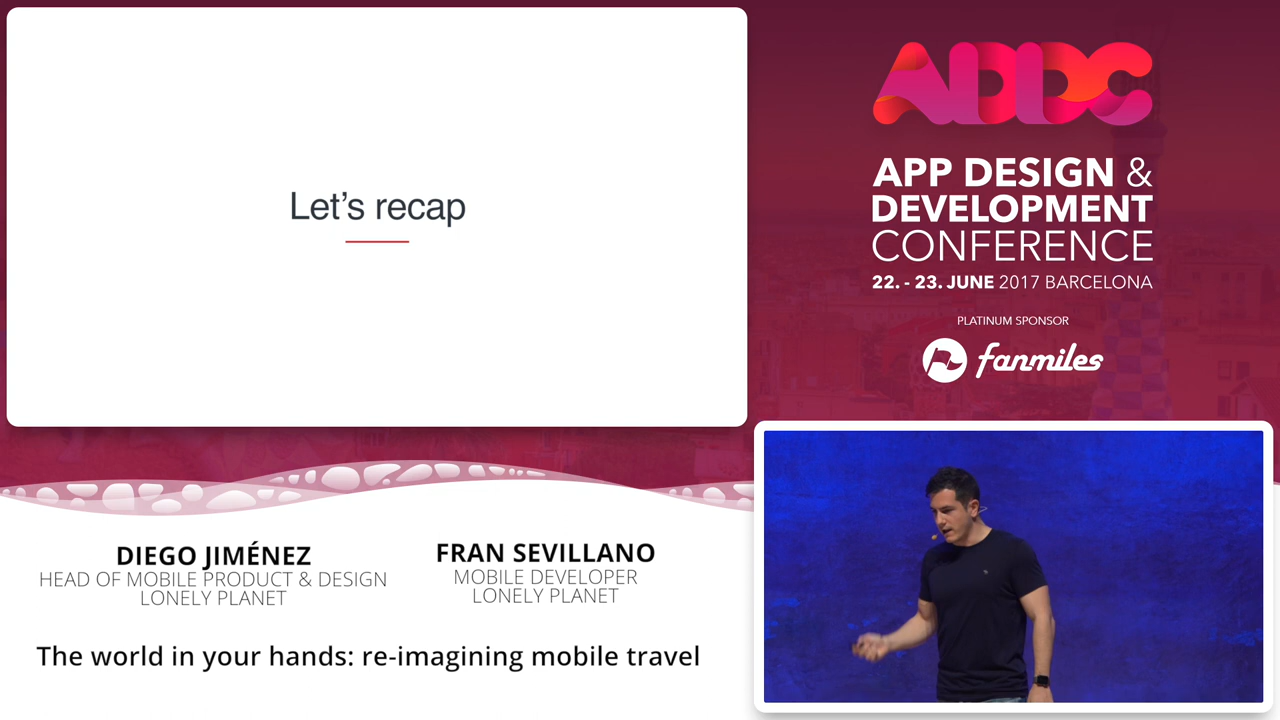 Let's recap
ADDC
APP DESIGN &
DEVELOPMENT
CONFERENCE
22. - 23. JUNE 2017 BARCELONA
PLATINUM SPONSOR
fanmiles
DIEGO JIMÉNEZ
HEAD OF MOBILE PRODUCT & DESIGN
LONELY PLANET
FRAN SEVILLANO
MOBILE DEVELOPER
LONELY PLANET
The world in your hands: re-imagining mobile travel